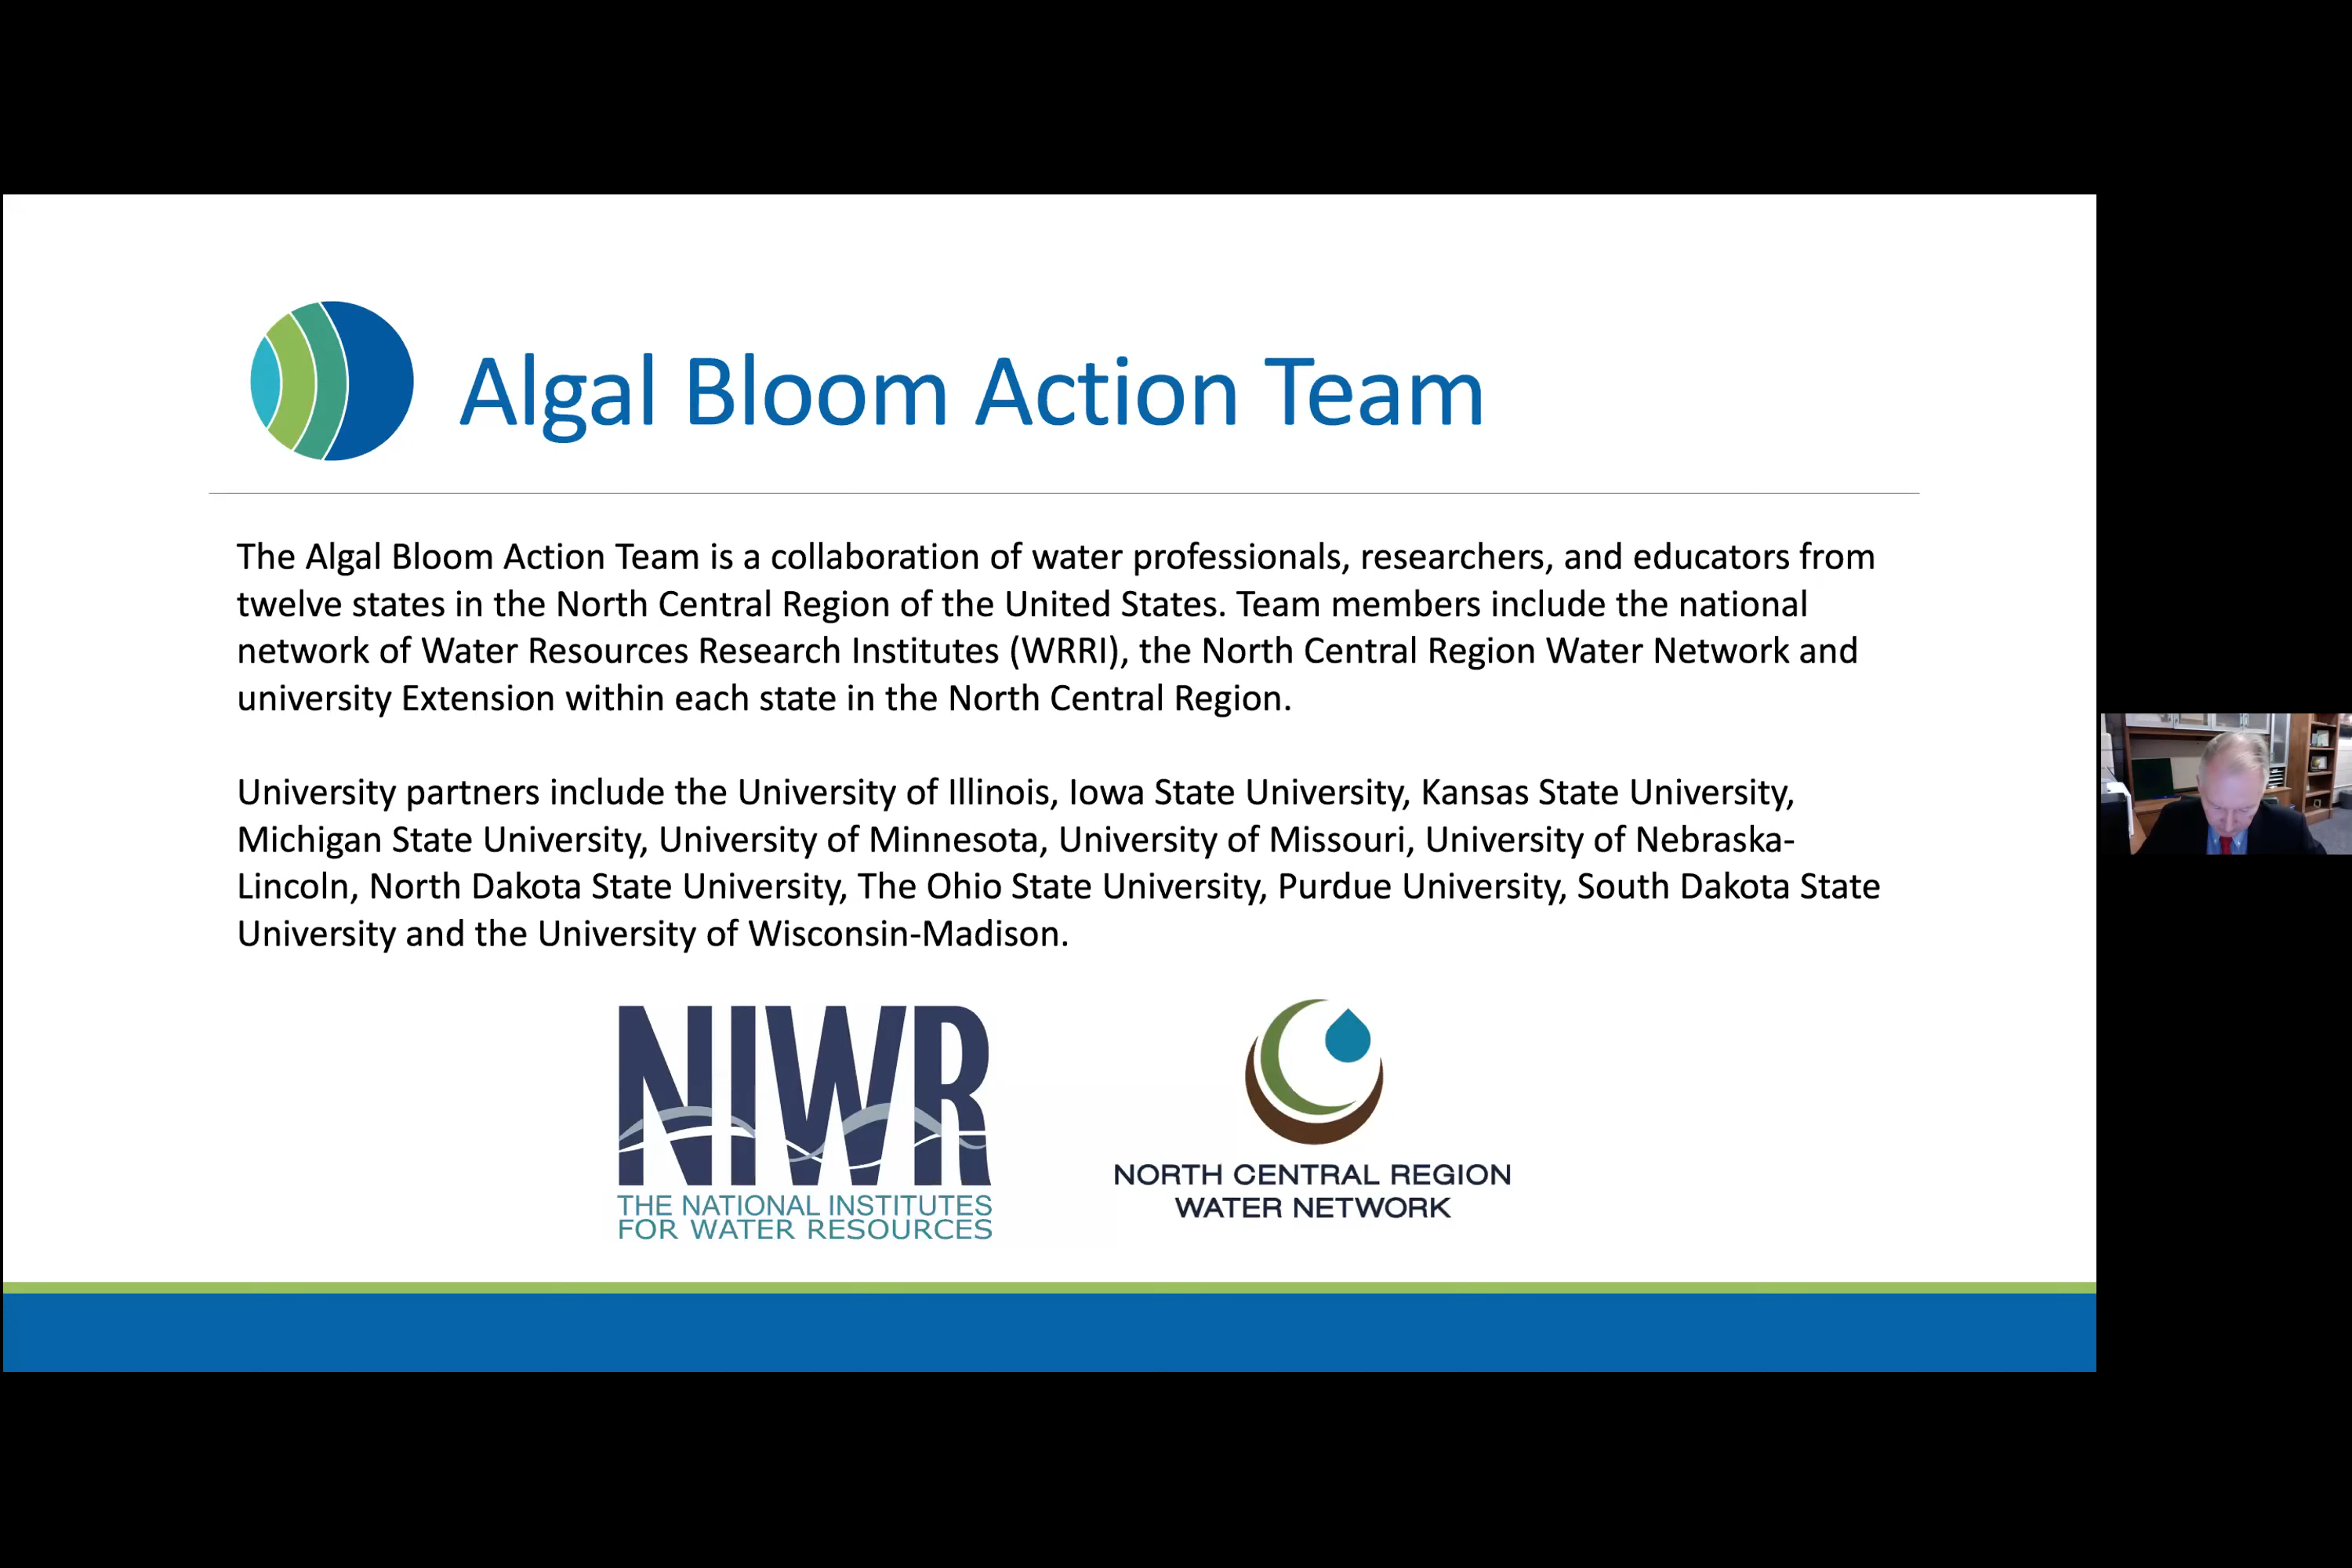 Algal Bloom Action Team
The Algal Bloom Action Team is a collaboration of water professionals, researchers, and educators from
twelve states in the North Central Region of the United States. Team members include the national
network of Water Resources Research Institutes (WRRI), the North Central Region Water Network and
university Extension within each state in the North Central Region.
University partners include the University of Illinois, Iowa State University, Kansas State University,
Michigan State University, University of Minnesota, University of Missouri, University of Nebraska-
Lincoln, North Dakota State University, The Ohio State University, Purdue University, South Dakota State
University and the University of Wisconsin-Madison.
NIWR
THE NATIONAL INSTITUTES
FOR WATER RESOURCES
NORTH CENTRAL REGION
WATER NETWORK